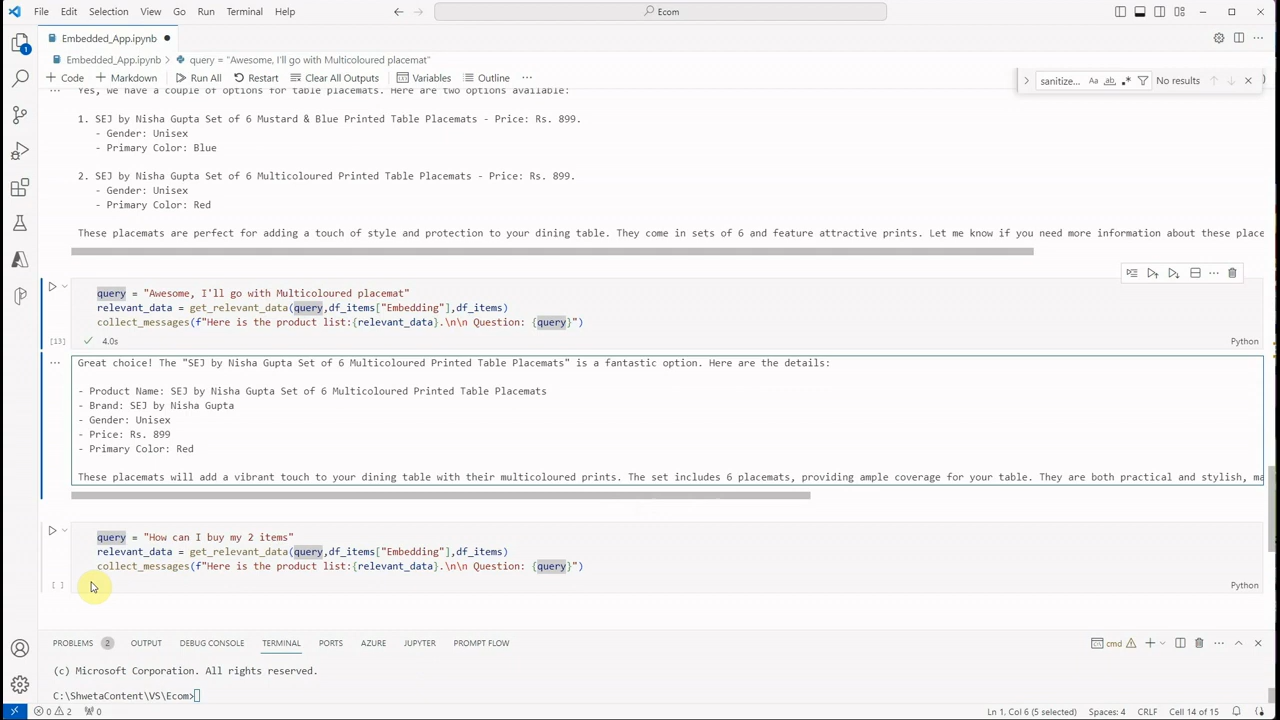 File Edit Selection View Go Run Terminal Help
Ecom
Embedded_App.ipynb
Embedded_App.ipynb > query = "Awesome, I'll go with Multicoloured placemat"
+ Code + Markdown Run All Restart Clear All Outputs Variables Outline ...
sanitize... Aa ab .* No results
1
... Yes, we have a couple of options for table placemats. Here are two options available:
1. SEJ by Nisha Gupta Set of 6 Mustard & Blue Printed Table Placemats - Price: Rs. 899.
- Gender: Unisex
- Primary Color: Blue
2. SEJ by Nisha Gupta Set of 6 Multicoloured Printed Table Placemats - Price: Rs. 899.
- Gender: Unisex
- Primary Color: Red
These placemats are perfect for adding a touch of style and protection to your dining table. They come in sets of 6 and feature attractive prints. Let me know if you need more information about these place
query = "Awesome, I'll go with Multicoloured placemat"
relevant_data = get_relevant_data(query,df_items["Embedding"],df_items)
collect_messages(f"Here is the product list:{relevant_data}.\n\n Question: {query}")
[13] 4.0s Python
... Great choice! The "SEJ by Nisha Gupta Set of 6 Multicoloured Printed Table Placemats" is a fantastic option. Here are the details:
- Product Name: SEJ by Nisha Gupta Set of 6 Multicoloured Printed Table Placemats
- Brand: SEJ by Nisha Gupta
- Gender: Unisex
- Price: Rs. 899
- Primary Color: Red
These placemats will add a vibrant touch to your dining table with their multicoloured prints. The set includes 6 placemats, providing ample coverage for your table. They are both practical and stylish, ma
query = "How can I buy my 2 items"
relevant_data = get_relevant_data(query,df_items["Embedding"],df_items)
collect_messages(f"Here is the product list:{relevant_data}.\n\n Question: {query}")
[ ] Python
PROBLEMS 2 OUTPUT DEBUG CONSOLE TERMINAL PORTS AZURE JUPYTER PROMPT FLOW
cmd
(c) Microsoft Corporation. All rights reserved.
C:\ShwetaContent\VS\Ecom>
0 2 0 Ln 1, Col 6 (5 selected) Spaces: 4 CRLF Cell 14 of 15